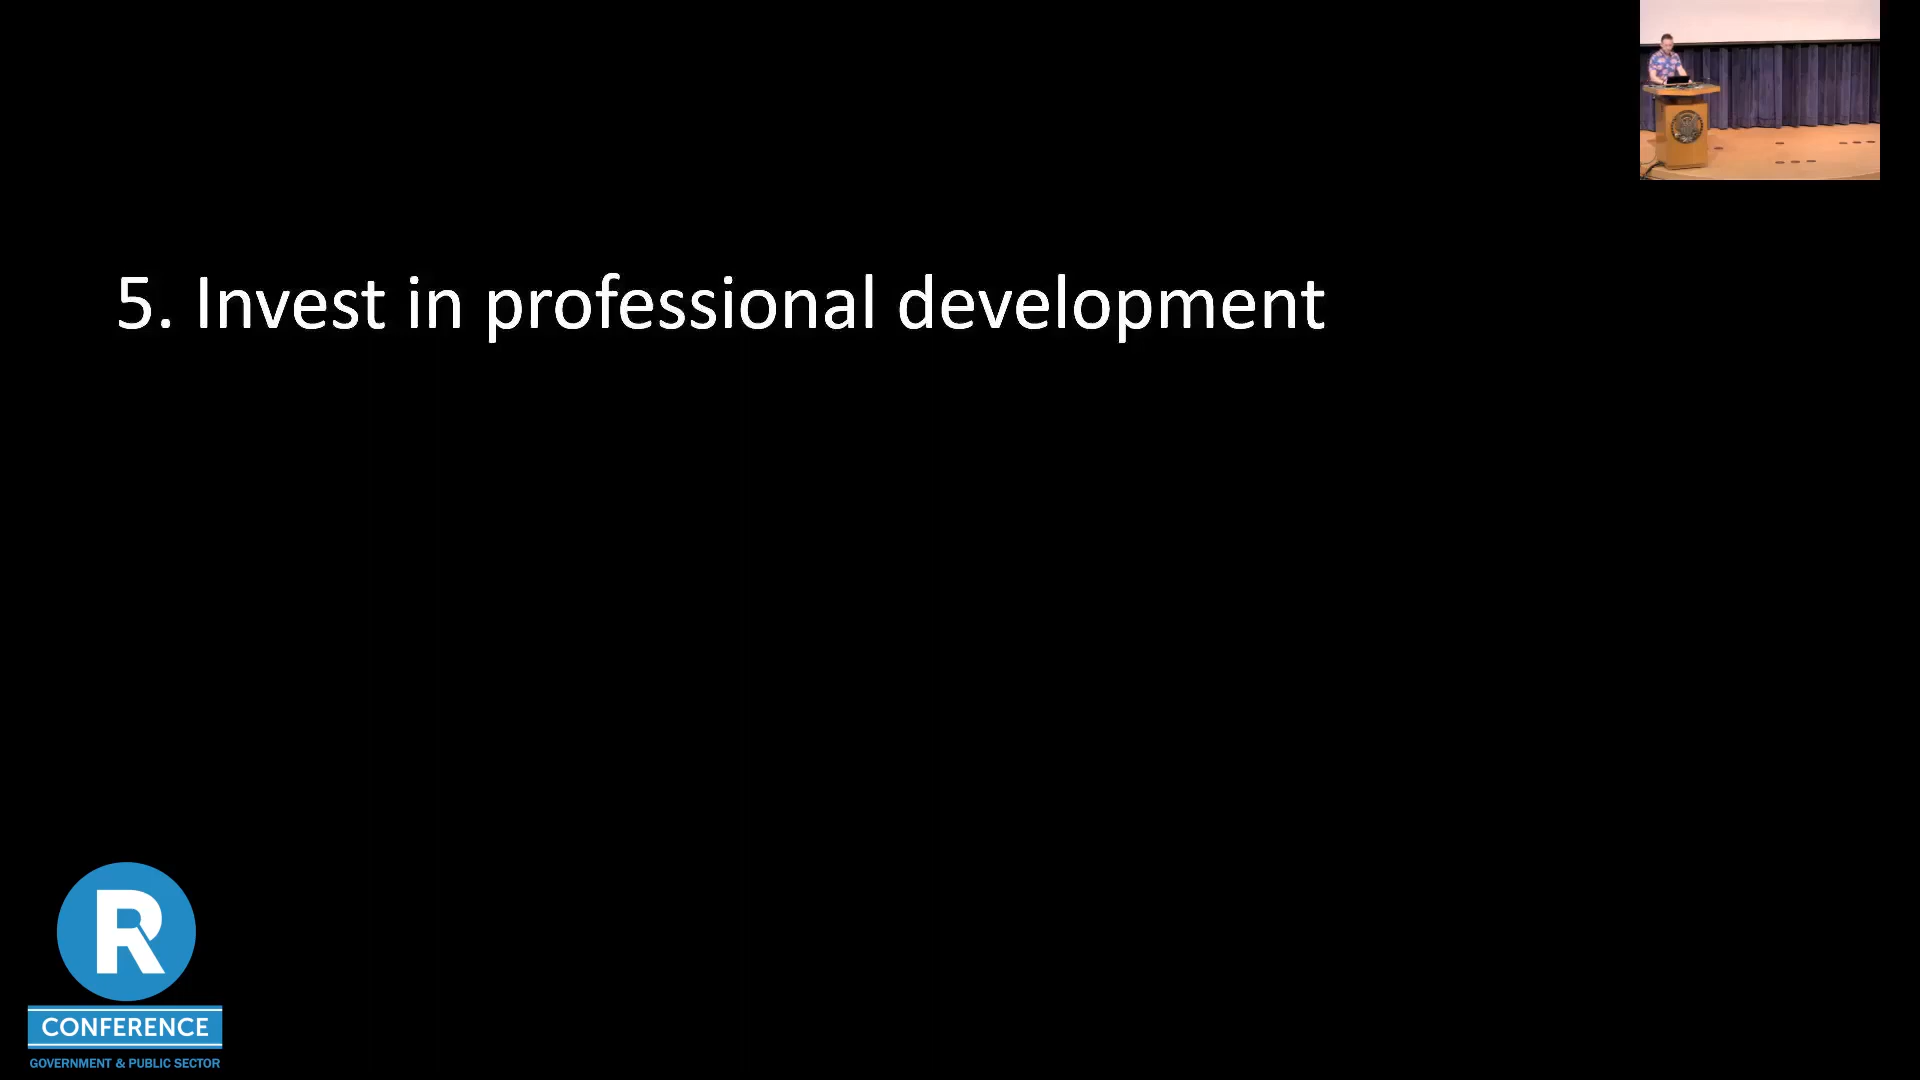 5. Invest in professional development
R
CONFERENCE
GOVERNMENT & PUBLIC SECTOR